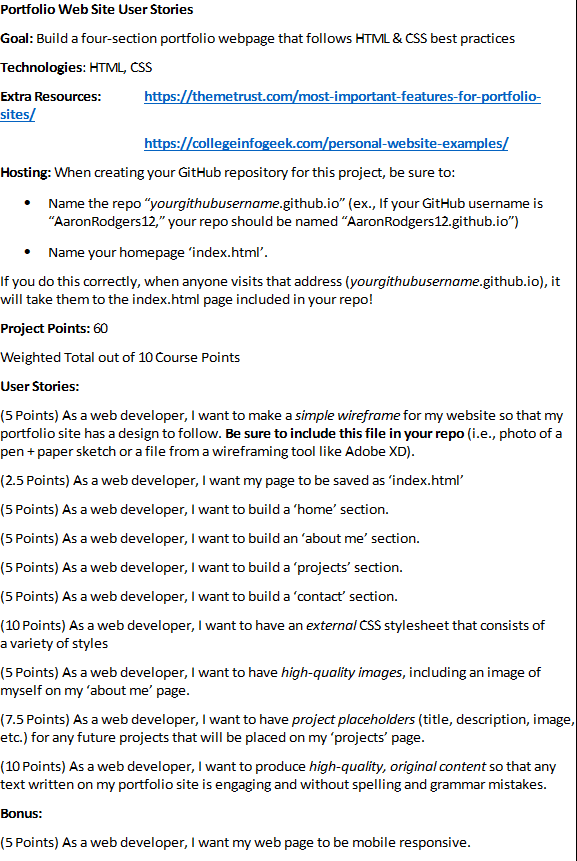 Portfolio Web Site User Stories
Goal: Build a four-section portfolio webpage that follows HTML & CSS best practices
Technologies: HTML, CSS
Extra Resources: https://themetrust.com/most-important-features-for-portfolio-
sites/
https://collegeinfogeek.com/personal-website-examples/
Hosting: When creating your GitHub repository for this project, be sure to:
• Name the repo “yourgithubusername.github.io” (ex., If your GitHub username is
“AaronRodgers12,” your repo should be named “AaronRodgers12.github.io”)
• Name your homepage ‘index.html’.
If you do this correctly, when anyone visits that address (yourgithubusername.github.io), it
will take them to the index.html page included in your repo!
Project Points: 60
Weighted Total out of 10 Course Points
User Stories:
(5 Points) As a web developer, I want to make a simple wireframe for my website so that my
portfolio site has a design to follow. Be sure to include this file in your repo (i.e., photo of a
pen + paper sketch or a file from a wireframing tool like Adobe XD).
(2.5 Points) As a web developer, I want my page to be saved as ‘index.html’
(5 Points) As a web developer, I want to build a ‘home’ section.
(5 Points) As a web developer, I want to build an ‘about me’ section.
(5 Points) As a web developer, I want to build a ‘projects’ section.
(5 Points) As a web developer, I want to build a ‘contact’ section.
(10 Points) As a web developer, I want to have an external CSS stylesheet that consists of
a variety of styles
(5 Points) As a web developer, I want to have high-quality images, including an image of
myself on my ‘about me’ page.
(7.5 Points) As a web developer, I want to have project placeholders (title, description, image,
etc.) for any future projects that will be placed on my ‘projects’ page.
(10 Points) As a web developer, I want to produce high-quality, original content so that any
text written on my portfolio site is engaging and without spelling and grammar mistakes.
Bonus:
(5 Points) As a web developer, I want my web page to be mobile responsive.